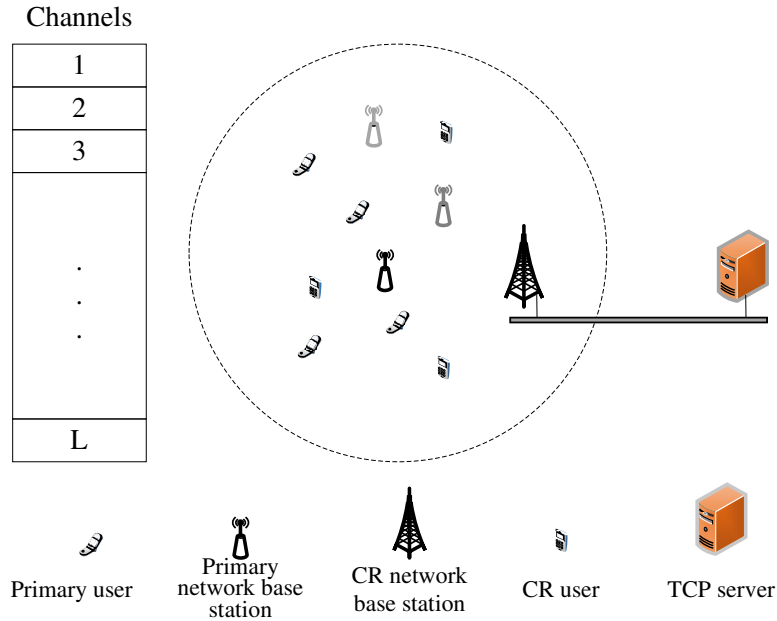 Channels
1
2
3
.
.
.
L
Primary user
Primary
network base
station
CR network
base station
CR user
TCP server